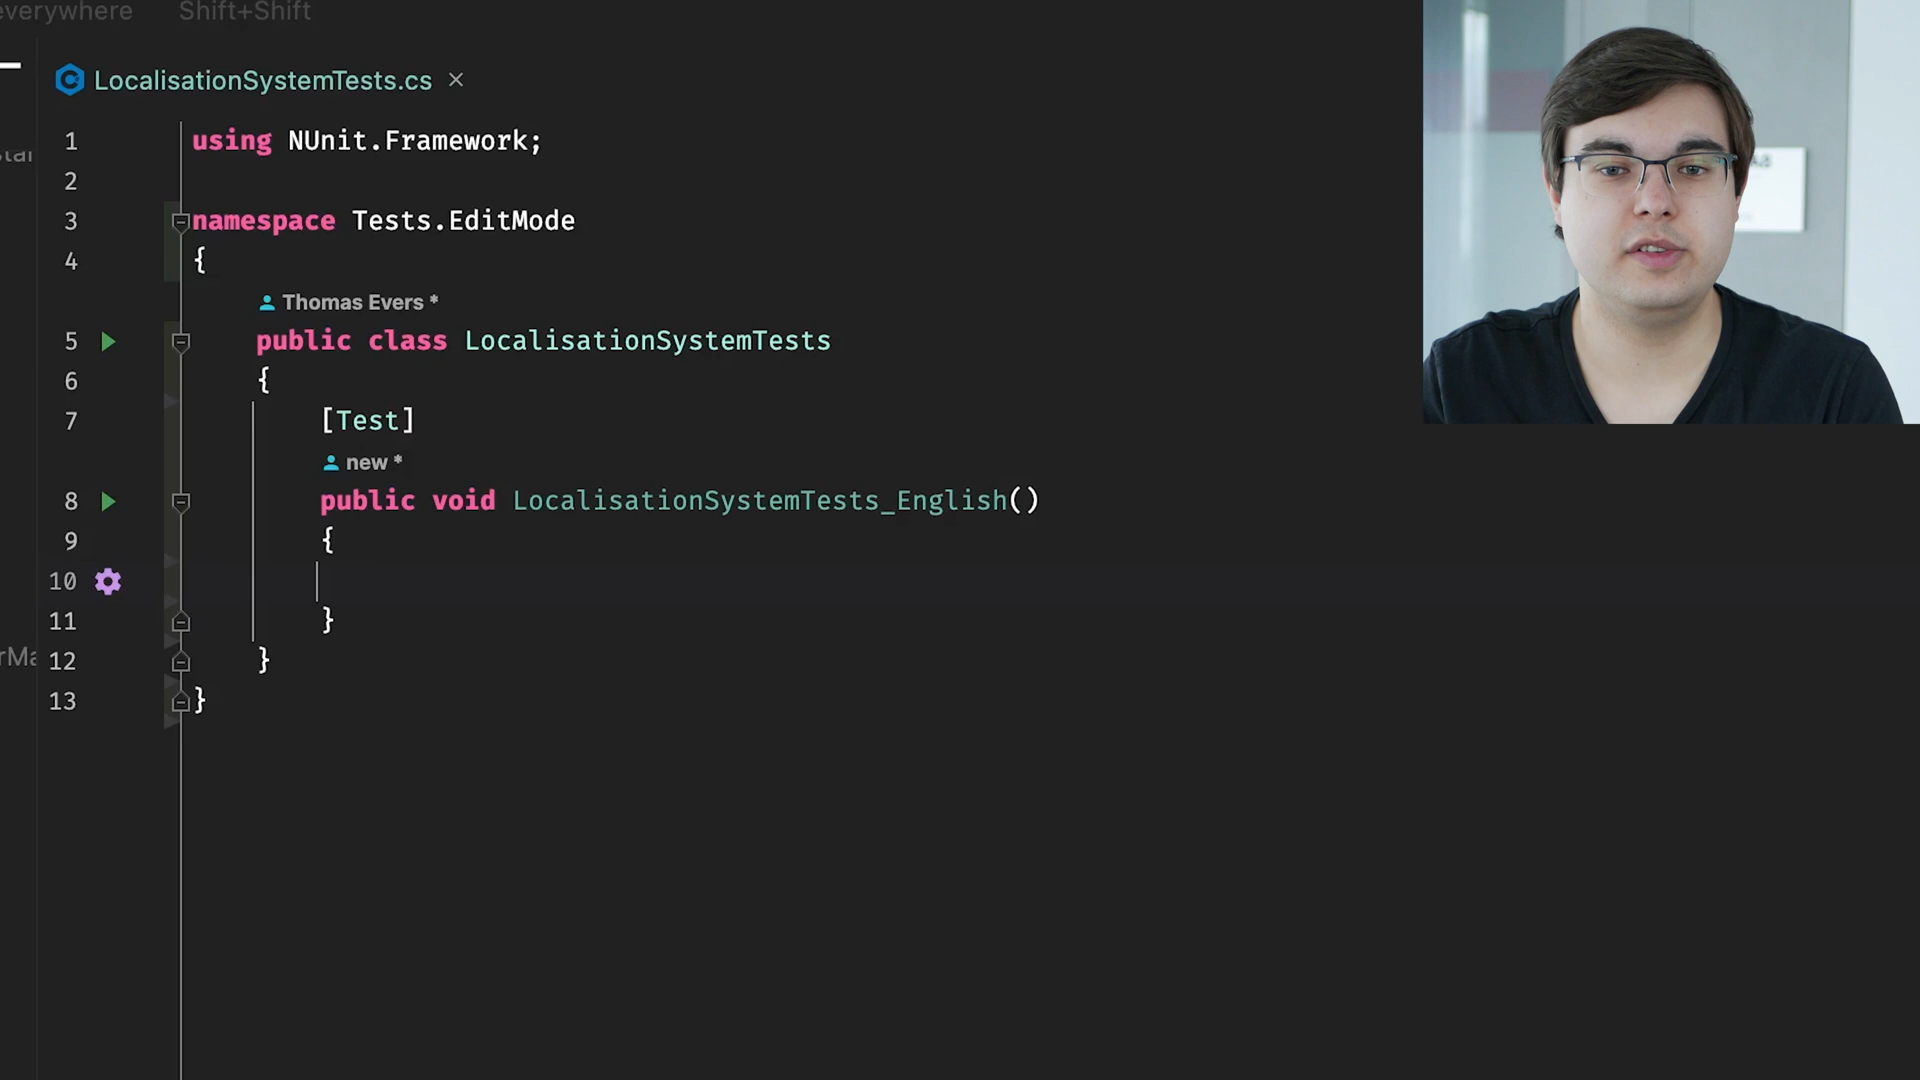 everywhere Shift+Shift
LocalisationSystemTests.cs
1 using NUnit.Framework;
2
3 namespace Tests.EditMode
4 {
Thomas Evers *
5 public class LocalisationSystemTests
6 {
7 [Test]
new *
8 public void LocalisationSystemTests_English()
9 {
10
11 }
12 }
13 }